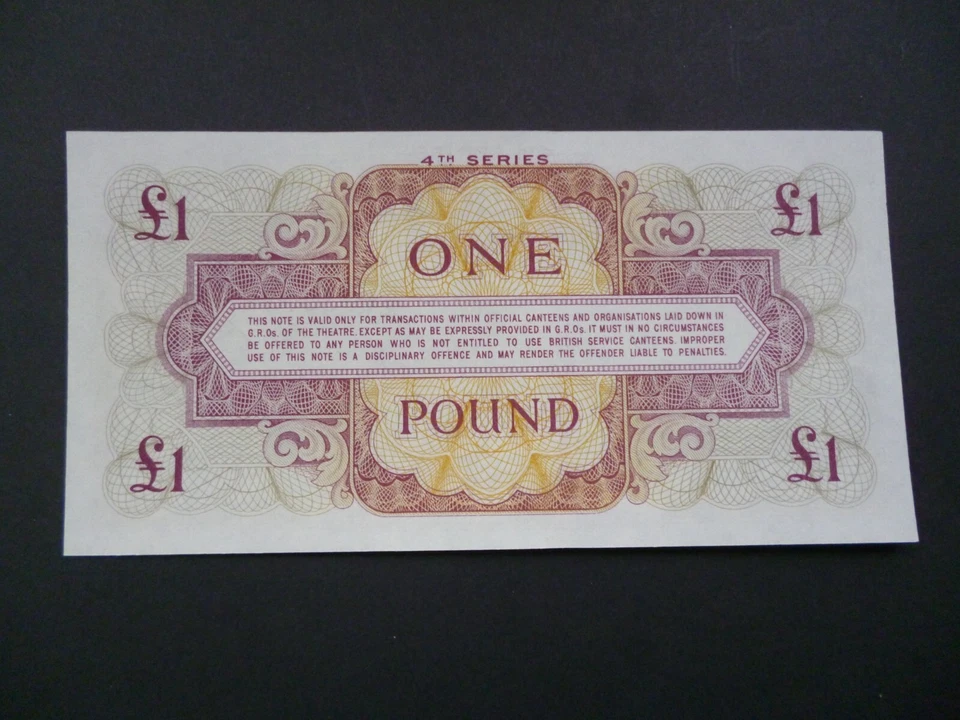 4TH SERIES
£1 £1
ONE
THIS NOTE IS VALID ONLY FOR TRANSACTIONS WITHIN OFFICIAL CANTEENS AND ORGANISATIONS LAID DOWN IN
G.R.Os. OF THE THEATRE. EXCEPT AS MAY BE EXPRESSLY PROVIDED IN G.R.Os. IT MUST IN NO CIRCUMSTANCES
BE OFFERED TO ANY PERSON WHO IS NOT ENTITLED TO USE BRITISH SERVICE CANTEENS. IMPROPER
USE OF THIS NOTE IS A DISCIPLINARY OFFENCE AND MAY RENDER THE OFFENDER LIABLE TO PENALTIES.
POUND
£1 £1